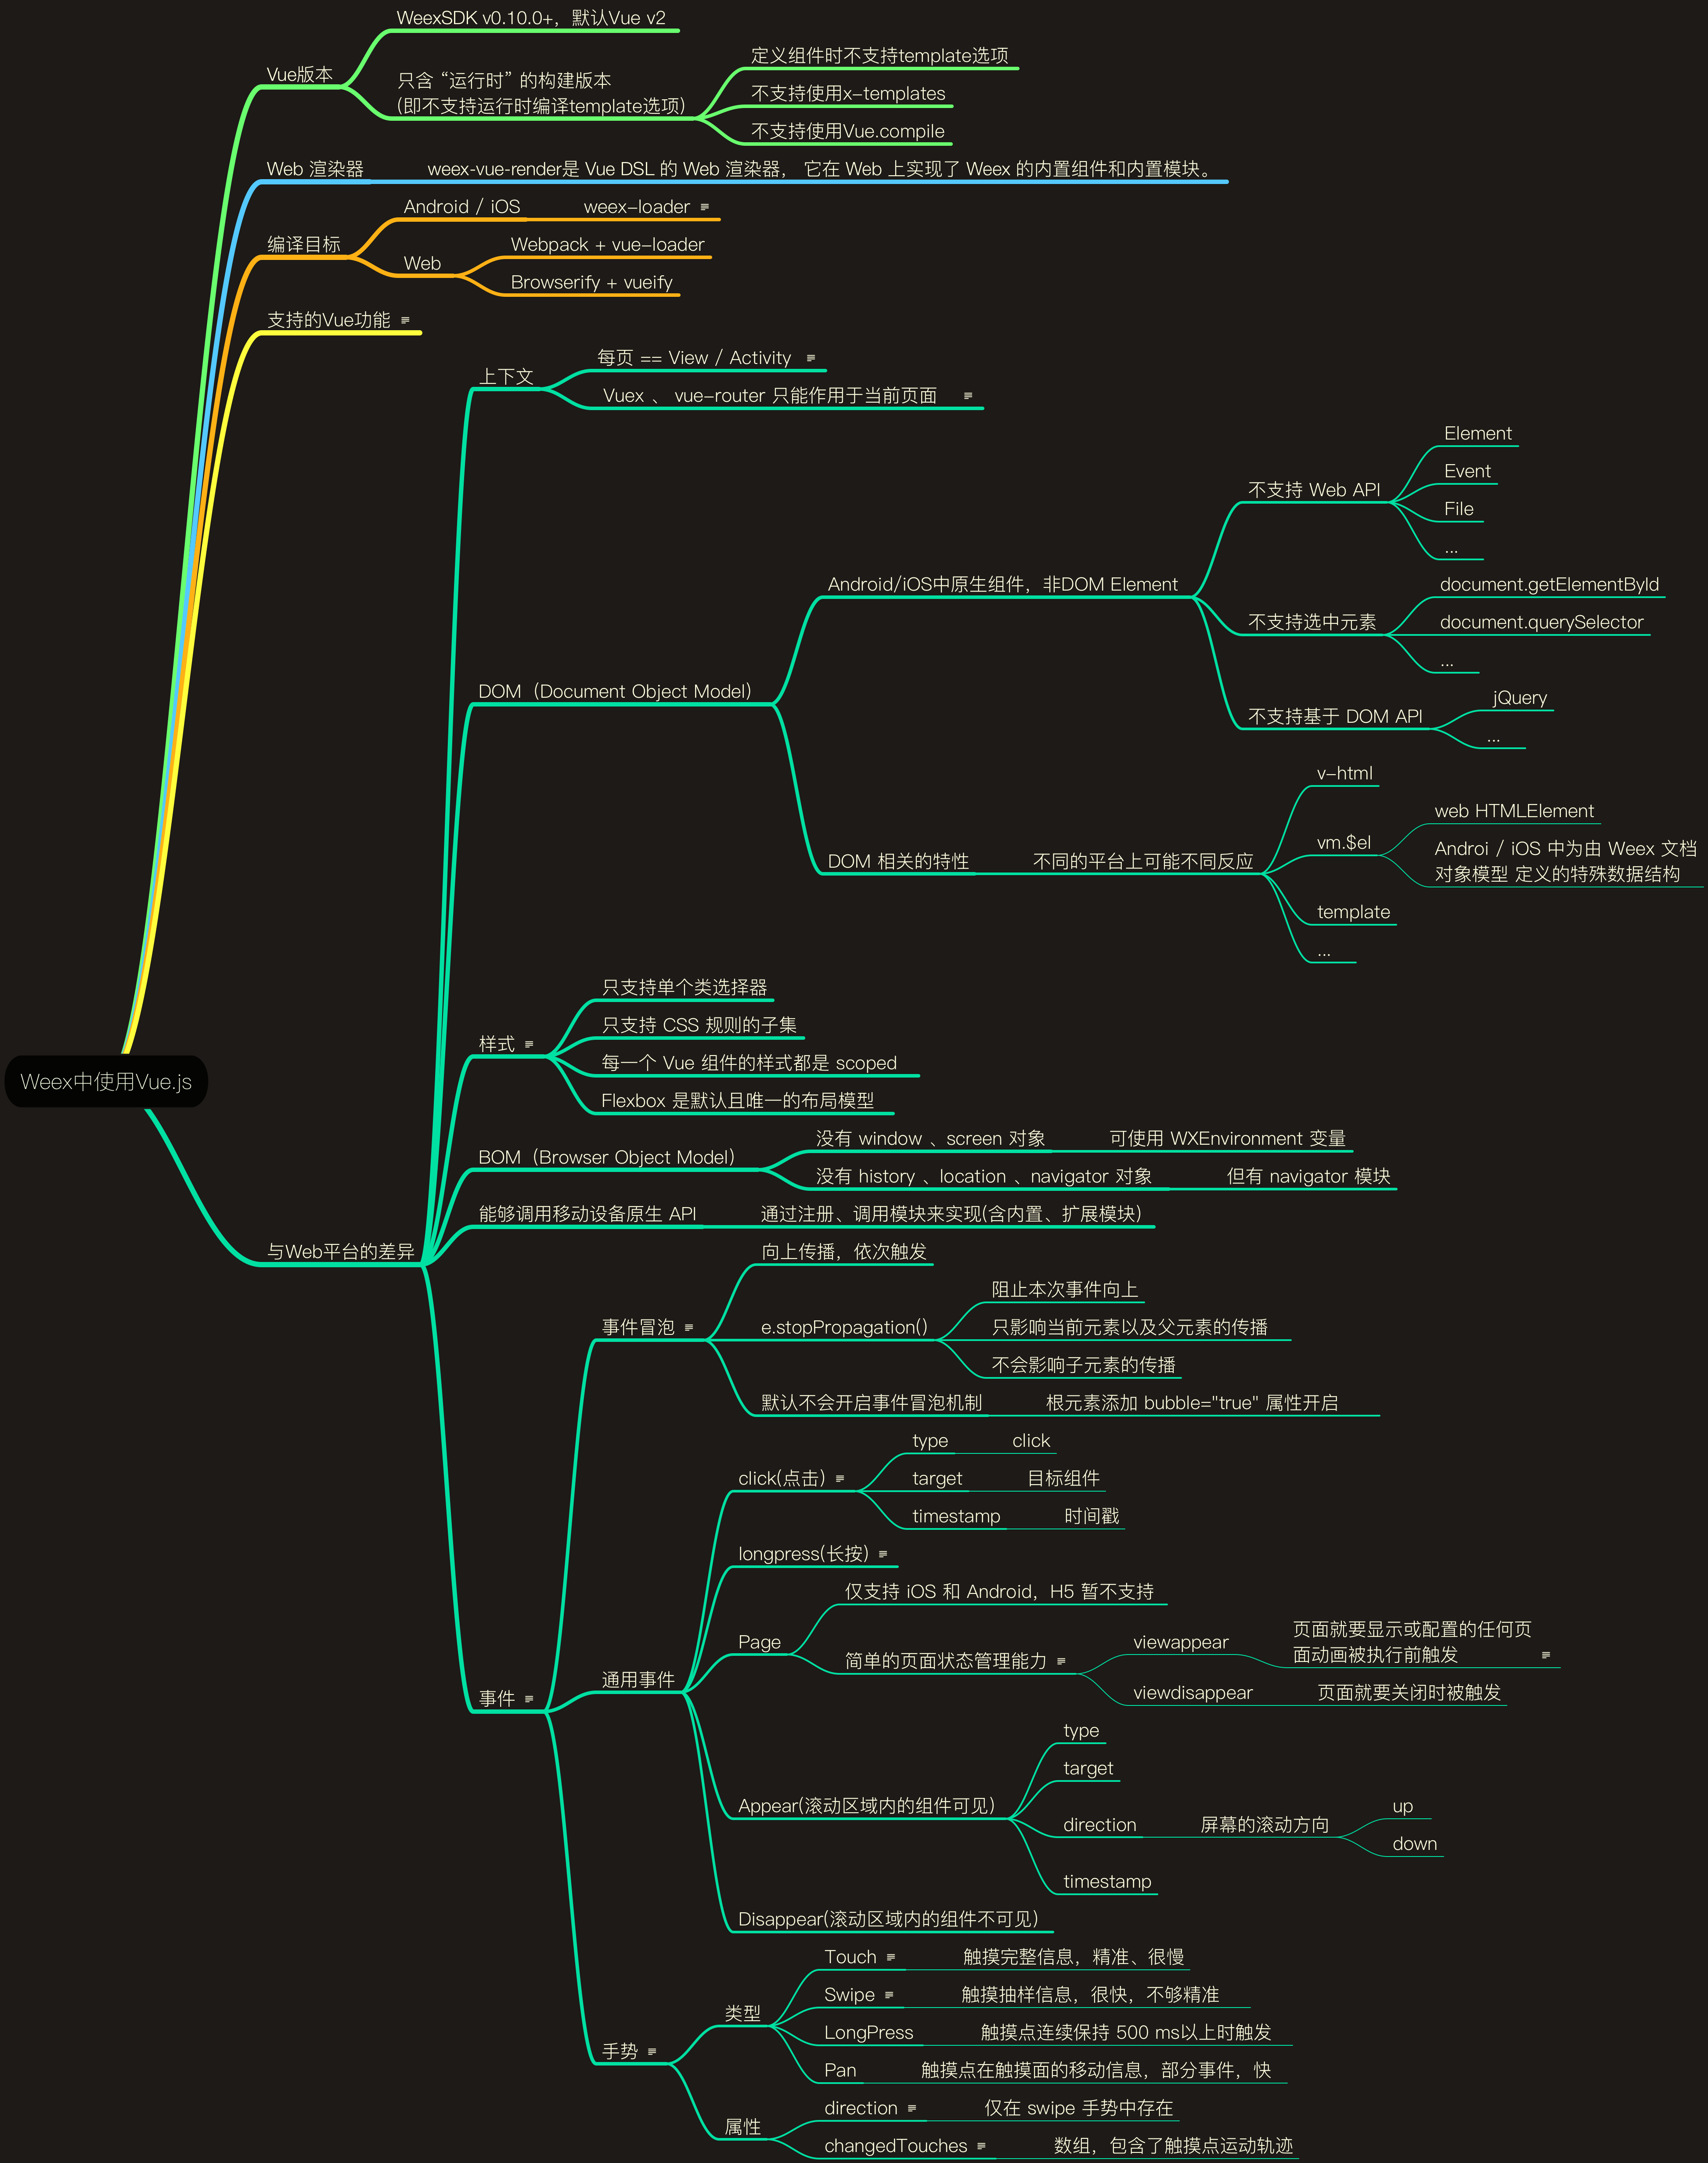 WeexSDK v0.10.0+，默认Vue v2
Vue版本
只含 “运行时” 的构建版本
(即不支持运行时编译template选项)
定义组件时不支持template选项
不支持使用x-templates
不支持使用Vue.compile
Web 渲染器
weex-vue-render是 Vue DSL 的 Web 渲染器， 它在 Web 上实现了 Weex 的内置组件和内置模块。
编译目标
Android / iOS
weex-loader
Web
Webpack + vue-loader
Browserify + vueify
支持的Vue功能
上下文
每页 == View / Activity
Vuex 、 vue-router 只能作用于当前页面
DOM（Document Object Model）
Android/iOS中原生组件，非DOM Element
不支持 Web API
Element
Event
File
...
不支持选中元素
document.getElementById
document.querySelector
...
不支持基于 DOM API
jQuery
...
DOM 相关的特性
不同的平台上可能不同反应
v-html
vm.$el
web HTMLElement
Androi / iOS 中为由 Weex 文档
对象模型 定义的特殊数据结构
template
...
样式
只支持单个类选择器
只支持 CSS 规则的子集
每一个 Vue 组件的样式都是 scoped
Flexbox 是默认且唯一的布局模型
Weex中使用Vue.js
BOM（Browser Object Model）
没有 window 、screen 对象
可使用 WXEnvironment 变量
没有 history 、location 、navigator 对象
但有 navigator 模块
能够调用移动设备原生 API
通过注册、调用模块来实现(含内置、扩展模块)
与Web平台的差异
事件
事件冒泡
向上传播，依次触发
e.stopPropagation()
阻止本次事件向上
只影响当前元素以及父元素的传播
不会影响子元素的传播
默认不会开启事件冒泡机制
根元素添加 bubble="true" 属性开启
通用事件
click(点击)
type
click
target
目标组件
timestamp
时间戳
longpress(长按)
Page
仅支持 iOS 和 Android，H5 暂不支持
简单的页面状态管理能力
viewappear
页面就要显示或配置的任何页
面动画被执行前触发
viewdisappear
页面就要关闭时被触发
Appear(滚动区域内的组件可见)
type
target
direction
屏幕的滚动方向
up
down
timestamp
Disappear(滚动区域内的组件不可见)
手势
类型
Touch
触摸完整信息，精准、很慢
Swipe
触摸抽样信息，很快，不够精准
LongPress
触摸点连续保持 500 ms以上时触发
Pan
触摸点在触摸面的移动信息，部分事件，快
属性
direction
仅在 swipe 手势中存在
changedTouches
数组，包含了触摸点运动轨迹